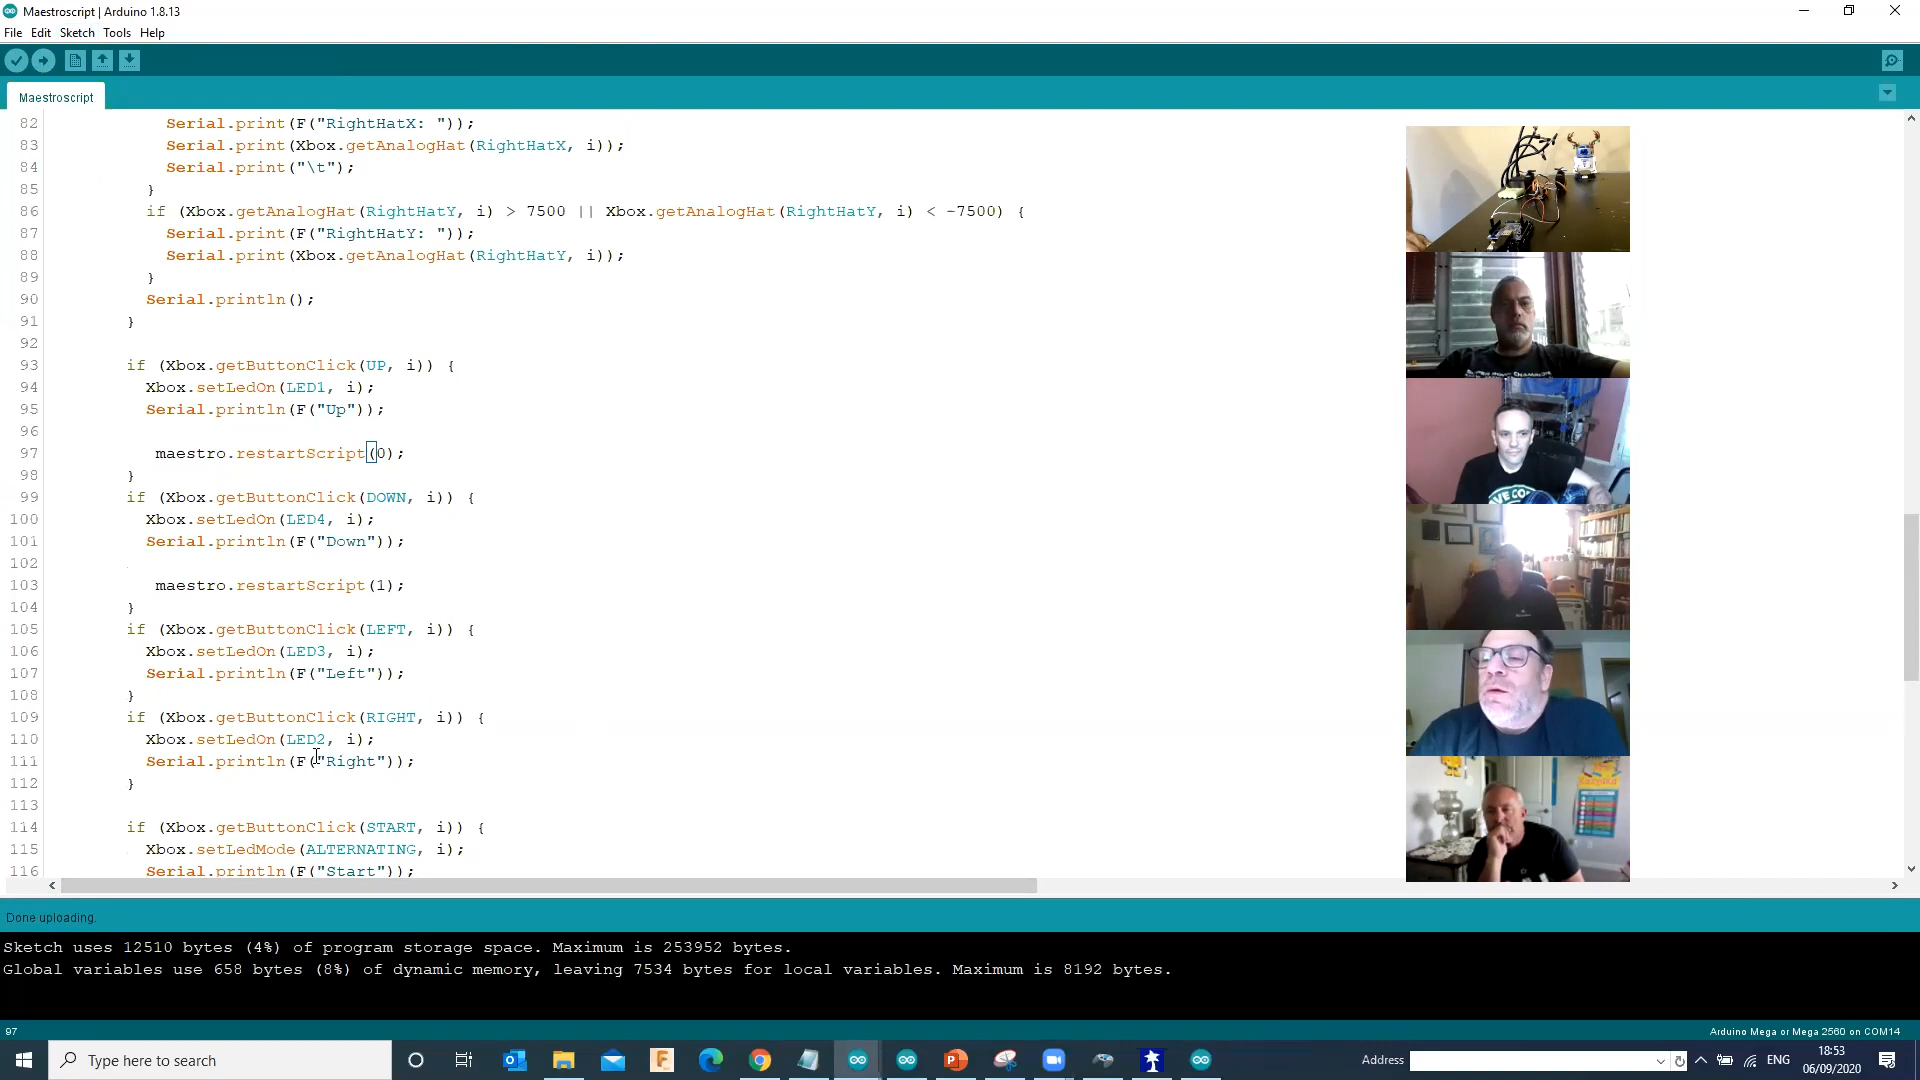 Maestroscript | Arduino 1.8.13
File Edit Sketch Tools Help
Maestroscript
82 Serial.print(F("RightHatX: "));
83 Serial.print(Xbox.getAnalogHat(RightHatX, i));
84 Serial.print("\t");
85 }
86 if (Xbox.getAnalogHat(RightHatY, i) > 7500 || Xbox.getAnalogHat(RightHatY, i) < -7500) {
87 Serial.print(F("RightHatY: "));
88 Serial.print(Xbox.getAnalogHat(RightHatY, i));
89 }
90 Serial.println();
91 }
92
93 if (Xbox.getButtonClick(UP, i)) {
94 Xbox.setLedOn(LED1, i);
95 Serial.println(F("Up"));
96
97 maestro.restartScript(0);
98 }
99 if (Xbox.getButtonClick(DOWN, i)) {
100 Xbox.setLedOn(LED4, i);
101 Serial.println(F("Down"));
102
103 maestro.restartScript(1);
104 }
105 if (Xbox.getButtonClick(LEFT, i)) {
106 Xbox.setLedOn(LED3, i);
107 Serial.println(F("Left"));
108 }
109 if (Xbox.getButtonClick(RIGHT, i)) {
110 Xbox.setLedOn(LED2, i);
111 Serial.println(F("Right"));
112 }
113
114 if (Xbox.getButtonClick(START, i)) {
115 Xbox.setLedMode(ALTERNATING, i);
116 Serial.println(F("Start"));
Done uploading.
Sketch uses 12510 bytes (4%) of program storage space. Maximum is 253952 bytes.
Global variables use 658 bytes (8%) of dynamic memory, leaving 7534 bytes for local variables. Maximum is 8192 bytes.
97
Arduino Mega or Mega 2560 on COM14
Type here to search
Address
ENG
18:53
06/09/2020